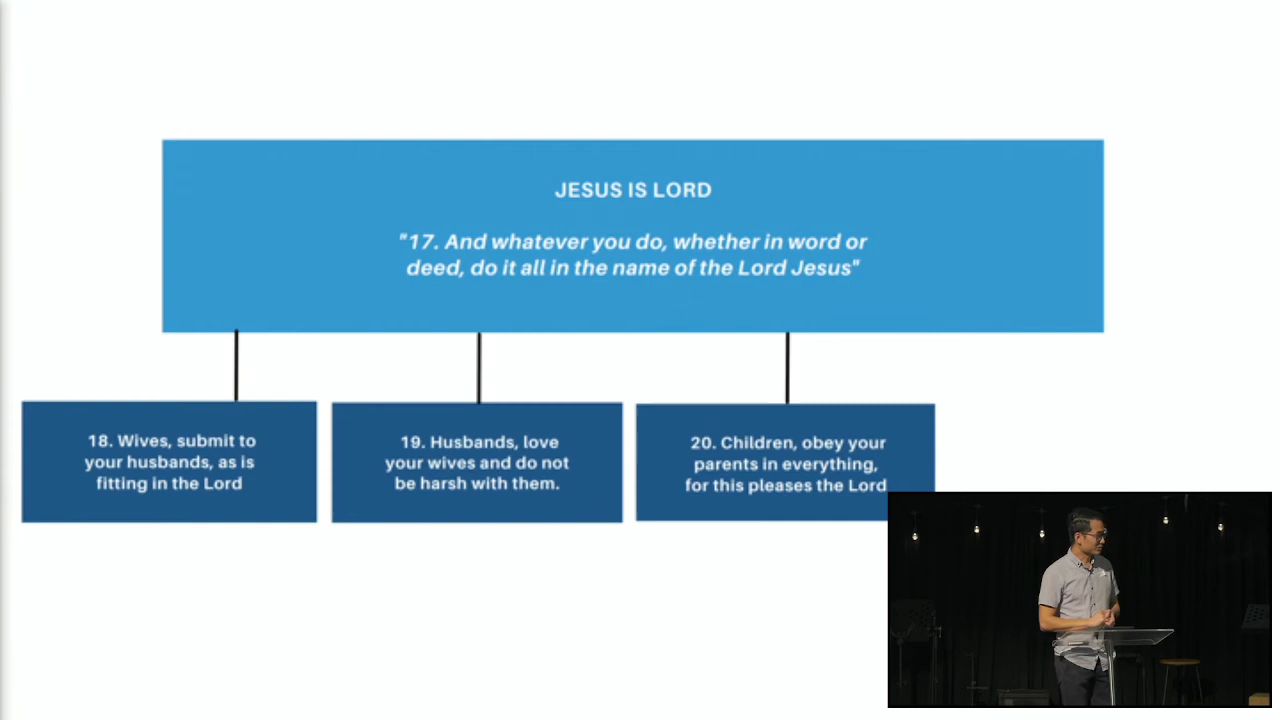 JESUS IS LORD
"17. And whatever you do, whether in word or
deed, do it all in the name of the Lord Jesus"
18. Wives, submit to
your husbands, as is
fitting in the Lord
19. Husbands, love
your wives and do not
be harsh with them.
20. Children, obey your
parents in everything,
for this pleases the Lord